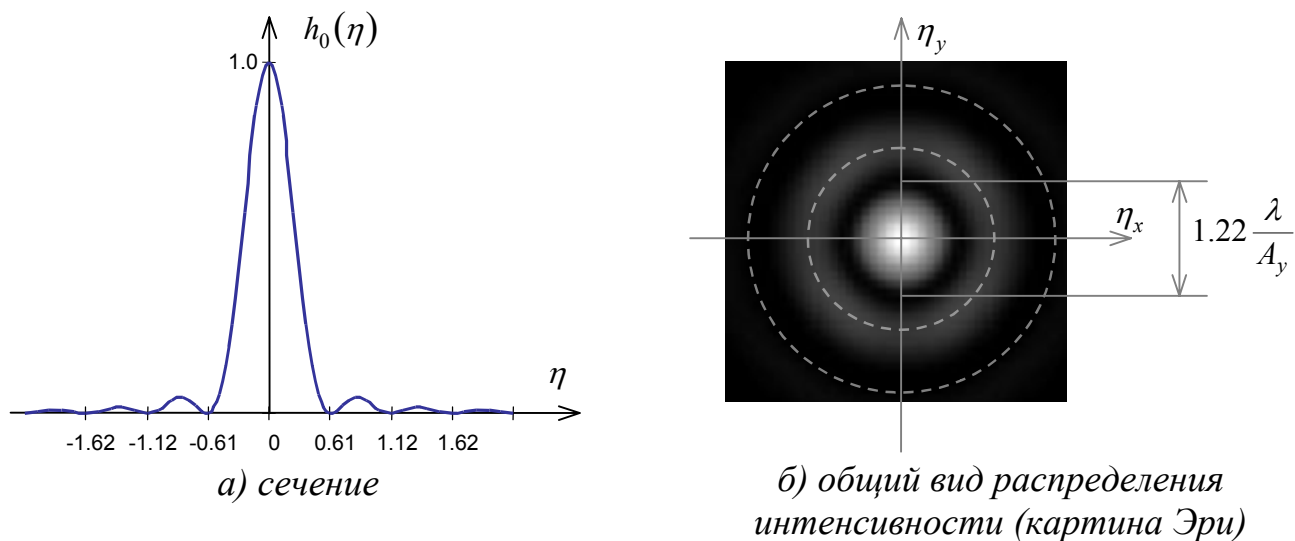 h₀(η)
1.0
η
-1.62 -1.12 -0.61 0 0.61 1.12 1.62
а) сечение
η_y
η_x
1.22 λ/A_y
б) общий вид распределения
интенсивности (картина Эри)